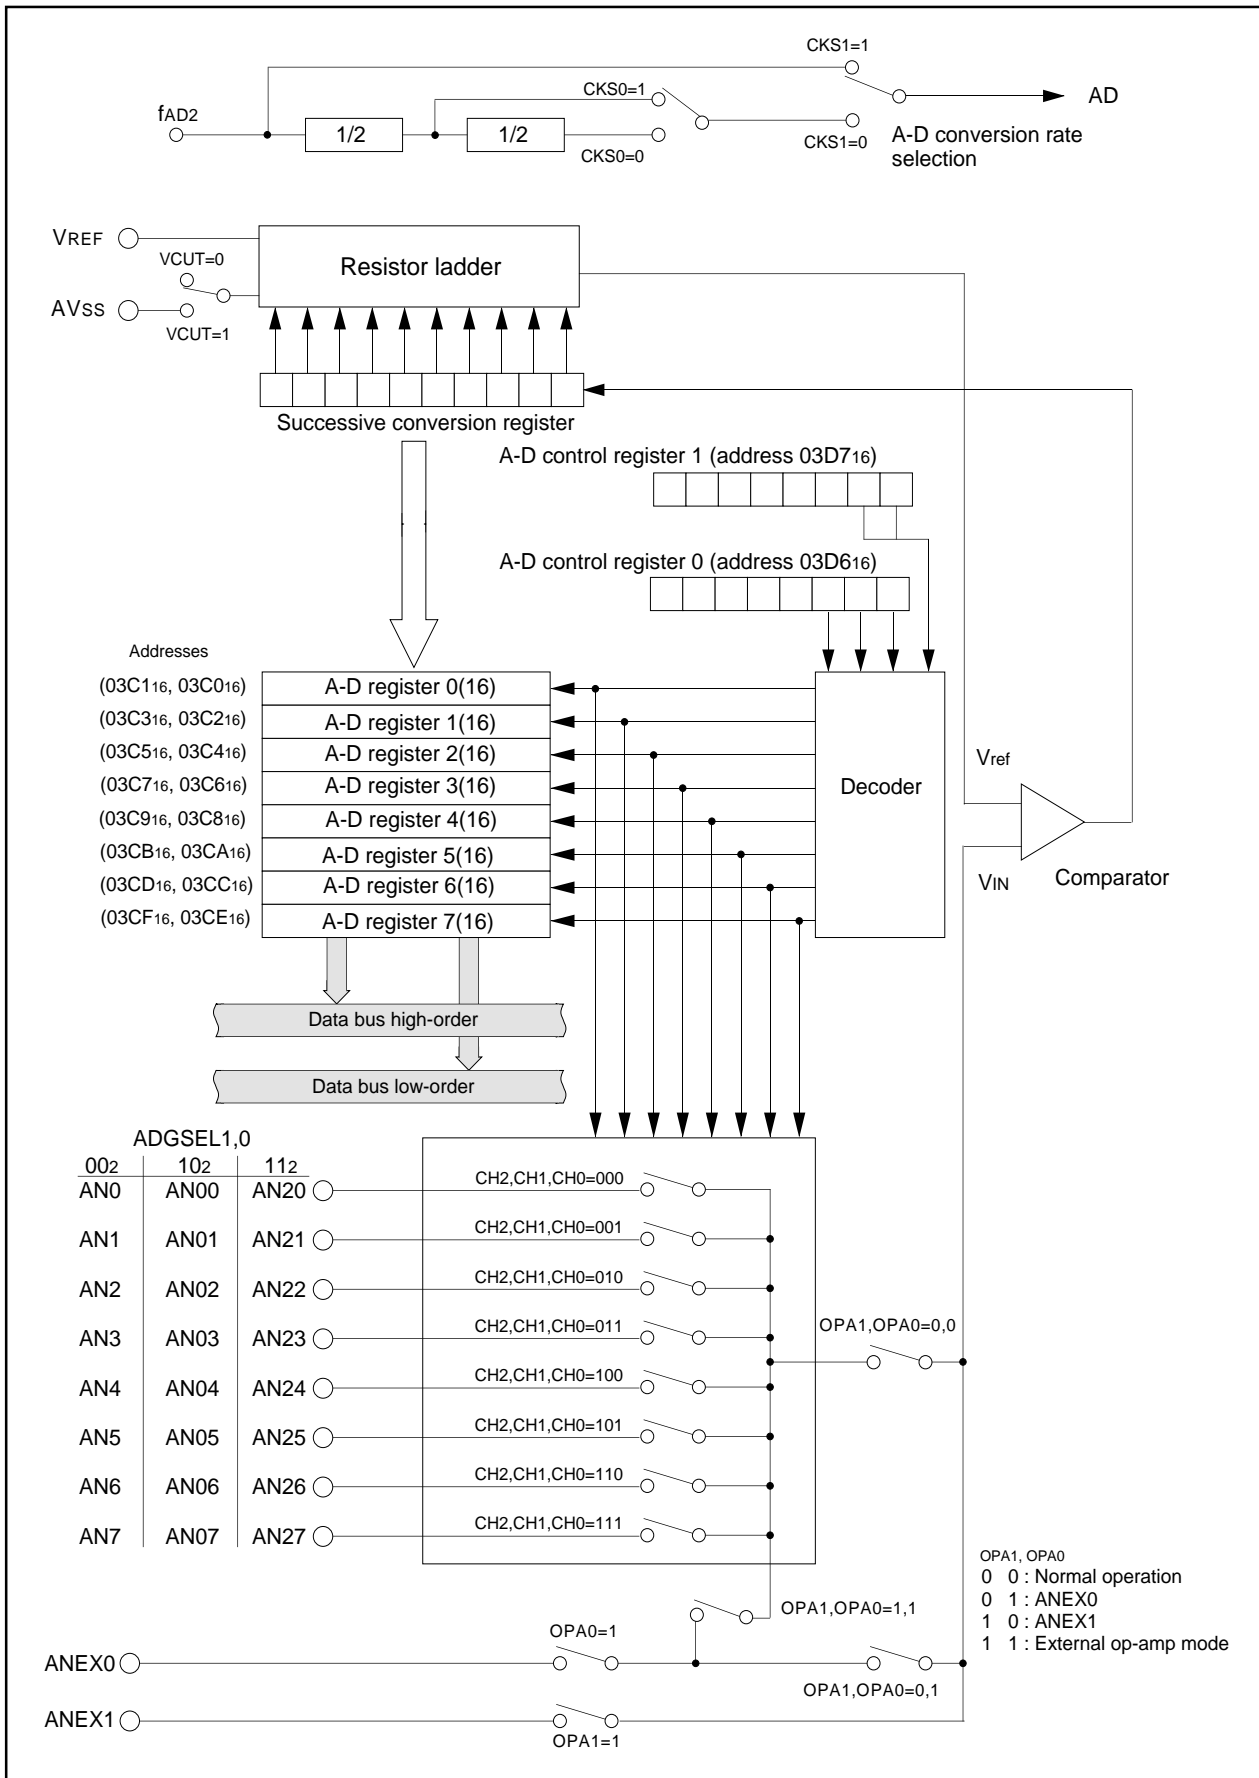 CKS1=1
fAD2
CKS0=1
AD
1/2
1/2
CKS0=0
CKS1=0
A-D conversion rate
selection
VREF
VCUT=0
Resistor ladder
AVSS
VCUT=1
Successive conversion register
A-D control register 1 (address 03D716)
A-D control register 0 (address 03D616)
Addresses
(03C116, 03C016)
A-D register 0(16)
(03C316, 03C216)
A-D register 1(16)
(03C516, 03C416)
A-D register 2(16)
(03C716, 03C616)
A-D register 3(16)
(03C916, 03C816)
A-D register 4(16)
(03CB16, 03CA16)
A-D register 5(16)
(03CD16, 03CC16)
A-D register 6(16)
(03CF16, 03CE16)
A-D register 7(16)
Decoder
Vref
VIN
Comparator
Data bus high-order
Data bus low-order
ADGSEL1,0
002 102 112
AN0 AN00 AN20
CH2,CH1,CH0=000
AN1 AN01 AN21
CH2,CH1,CH0=001
AN2 AN02 AN22
CH2,CH1,CH0=010
AN3 AN03 AN23
CH2,CH1,CH0=011
OPA1,OPA0=0,0
AN4 AN04 AN24
CH2,CH1,CH0=100
AN5 AN05 AN25
CH2,CH1,CH0=101
AN6 AN06 AN26
CH2,CH1,CH0=110
AN7 AN07 AN27
CH2,CH1,CH0=111
OPA1, OPA0
0 0 : Normal operation
0 1 : ANEX0
1 0 : ANEX1
1 1 : External op-amp mode
OPA1,OPA0=1,1
OPA0=1
ANEX0
OPA1,OPA0=0,1
ANEX1
OPA1=1